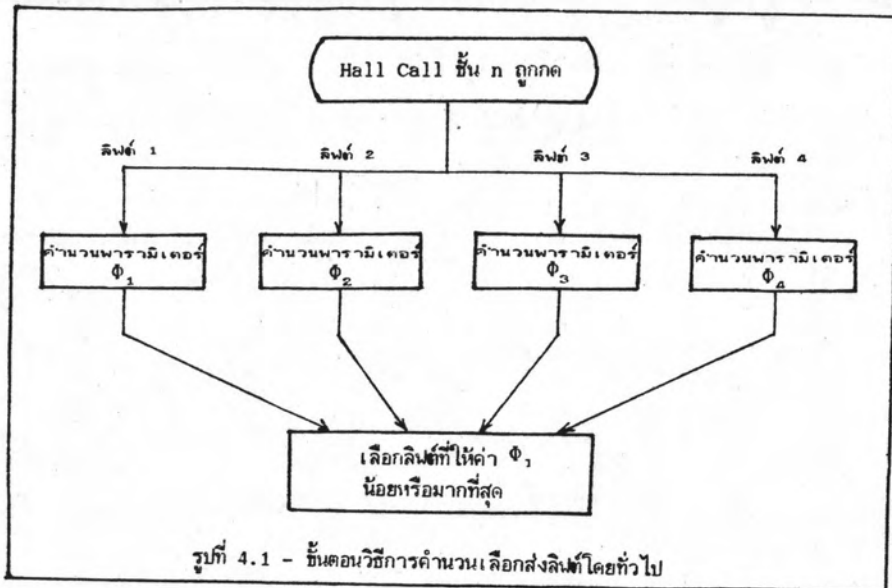 Hall Call ชั้น n ถูกกด
ลิฟต์ 1 ลิฟต์ 2 ลิฟต์ 3 ลิฟต์ 4
คำนวนพารามิเตอร์ คำนวนพารามิเตอร์ คำนวนพารามิเตอร์ คำนวนพารามิเตอร์
Φ₁ Φ₂ Φ₃ Φ₄
เลือกลิฟต์ที่ให้ค่า Φ
น้อยหรือมากที่สุด
รูปที่ 4.1 - ขั้นตอนวิธีการคำนวนเลือกส่งลิฟต์โดยทั่วไป